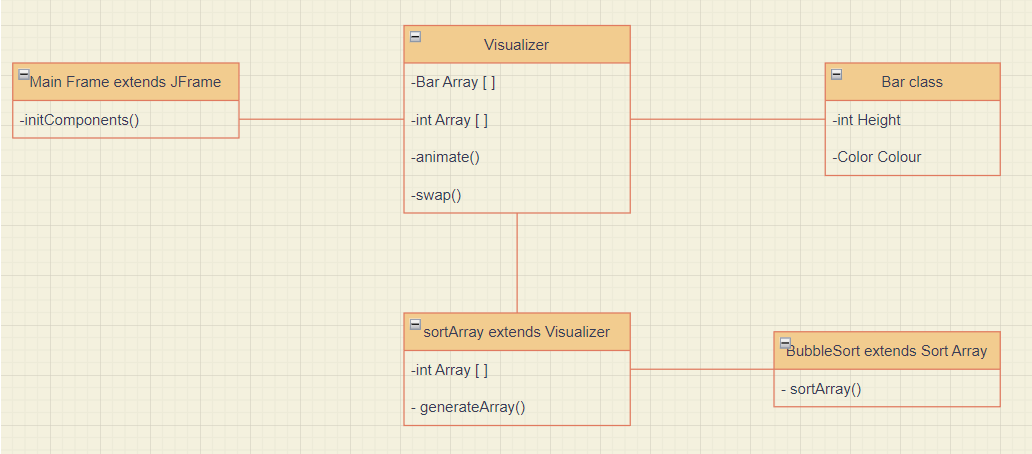 Visualizer
-Bar Array [ ]
-int Array [ ]
-animate()
-swap()
Main Frame extends JFrame
-initComponents()
Bar class
-int Height
-Color Colour
sortArray extends Visualizer
-int Array [ ]
- generateArray()
BubbleSort extends Sort Array
- sortArray()